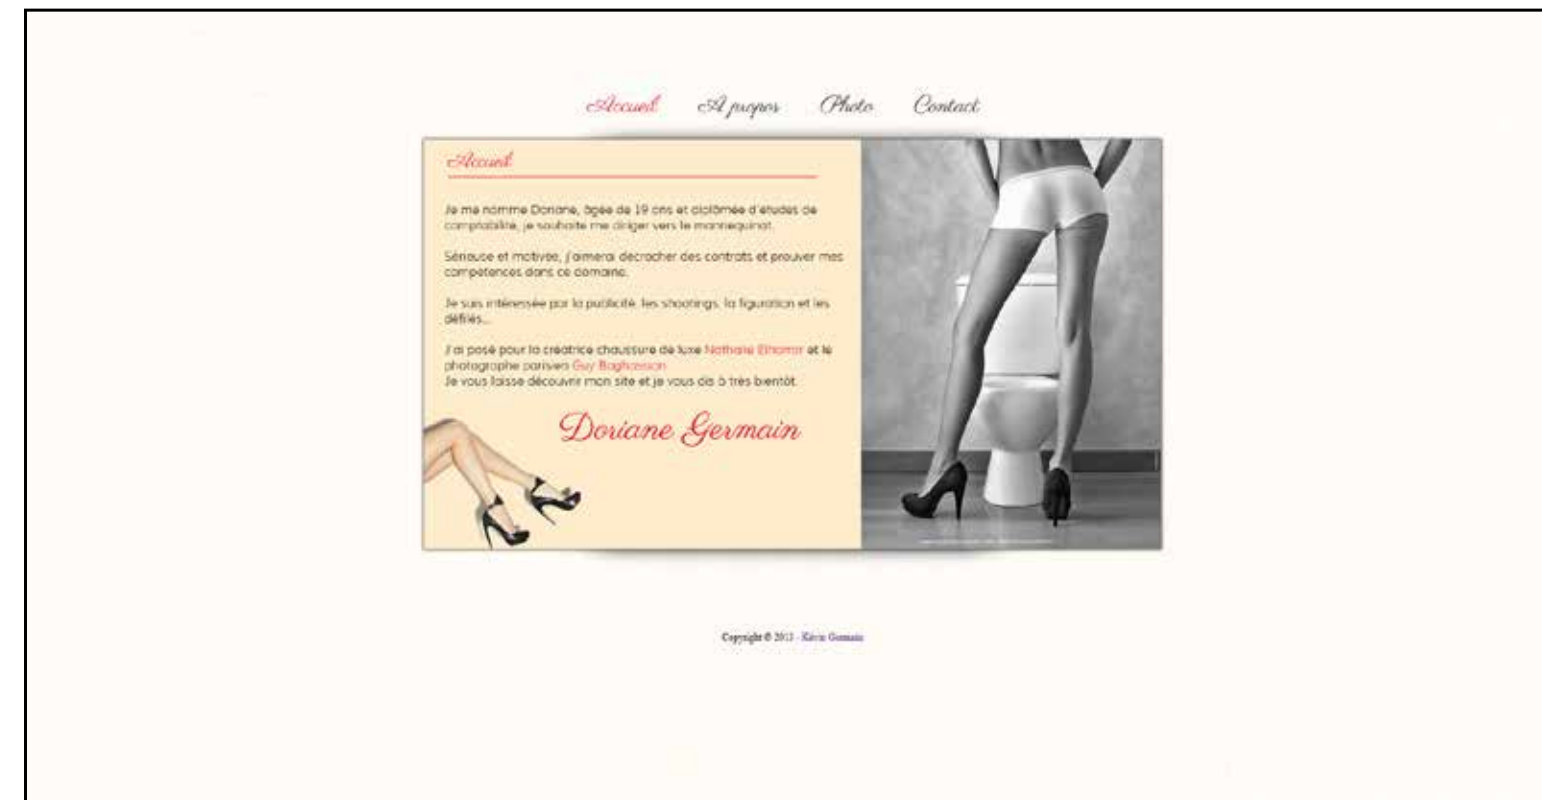 Accueil A propos Photo Contact
Accueil
Je me nomme Doriane, âgée de 19 ans et diplômée d'études de
comptabilité, je souhaite me diriger vers le mannequinat.
Sérieuse et motivée, j'aimerai décrocher des contrats et prouver mes
compétences dans ce domaine.
Je suis intéressée par la publicité, les shootings, la figuration et les
défilés...
J'ai posé pour la créatrice chaussure de luxe Nathalie Elharrar et le
photographe parisien Guy
Je vous laisse découvrir mon site et je vous dis à très bientôt.
Doriane Germain
Copyright © 2013 - Kévin Germain